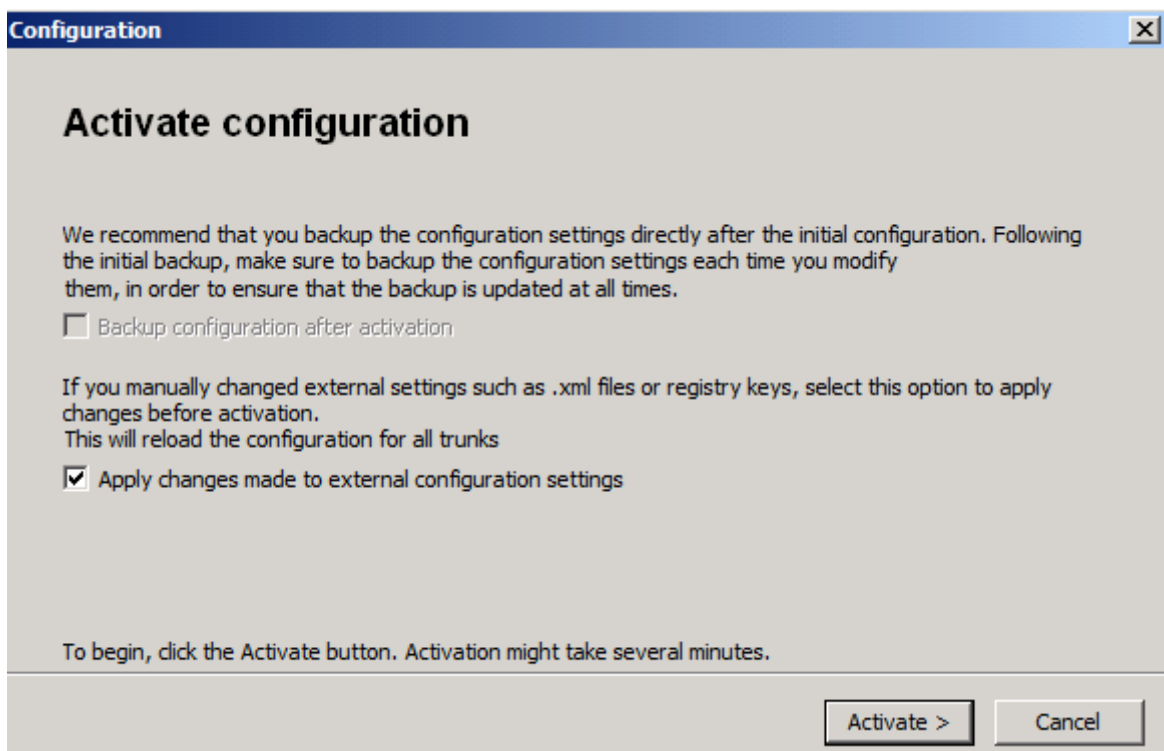 Configuration
Activate configuration
We recommend that you backup the configuration settings directly after the initial configuration. Following
the initial backup, make sure to backup the configuration settings each time you modify
them, in order to ensure that the backup is updated at all times.
Backup configuration after activation
If you manually changed external settings such as .xml files or registry keys, select this option to apply
changes before activation.
This will reload the configuration for all trunks
Apply changes made to external configuration settings
To begin, click the Activate button. Activation might take several minutes.
Activate > Cancel